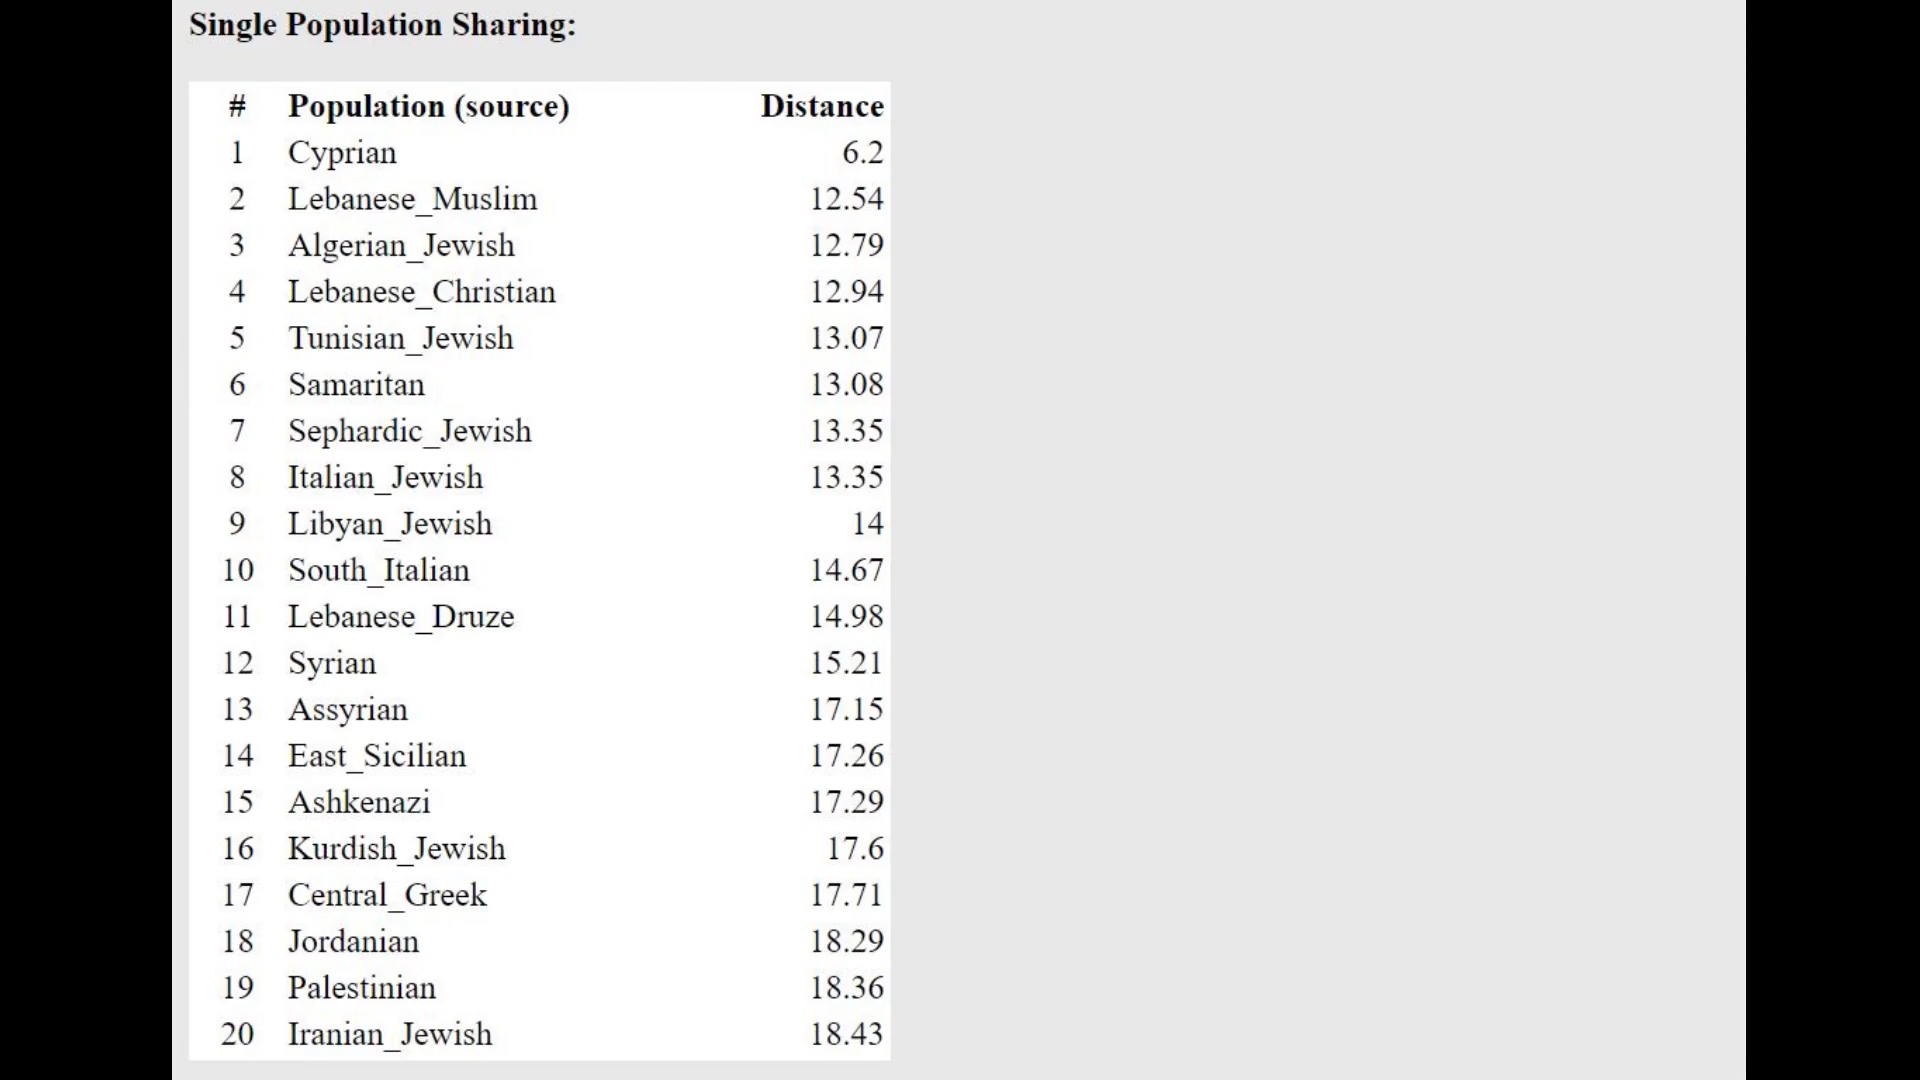 Single Population Sharing:
# Population (source) Distance
1 Cyprian 6.2
2 Lebanese_Muslim 12.54
3 Algerian_Jewish 12.79
4 Lebanese_Christian 12.94
5 Tunisian_Jewish 13.07
6 Samaritan 13.08
7 Sephardic_Jewish 13.35
8 Italian_Jewish 13.35
9 Libyan_Jewish 14
10 South_Italian 14.67
11 Lebanese_Druze 14.98
12 Syrian 15.21
13 Assyrian 17.15
14 East_Sicilian 17.26
15 Ashkenazi 17.29
16 Kurdish_Jewish 17.6
17 Central_Greek 17.71
18 Jordanian 18.29
19 Palestinian 18.36
20 Iranian_Jewish 18.43